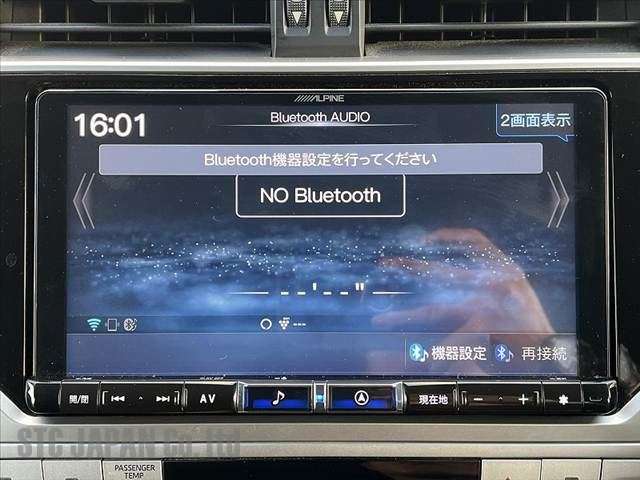 ALPINE
16:01
Bluetooth AUDIO
2画面表示
Bluetooth機器設定を行ってください
NO Bluetooth
- - ' - - "
---
機器設定 再接続
開/閉 AV 現在地 - +
STC JAPAN Co.,Ltd
PASSENGER
TEMP